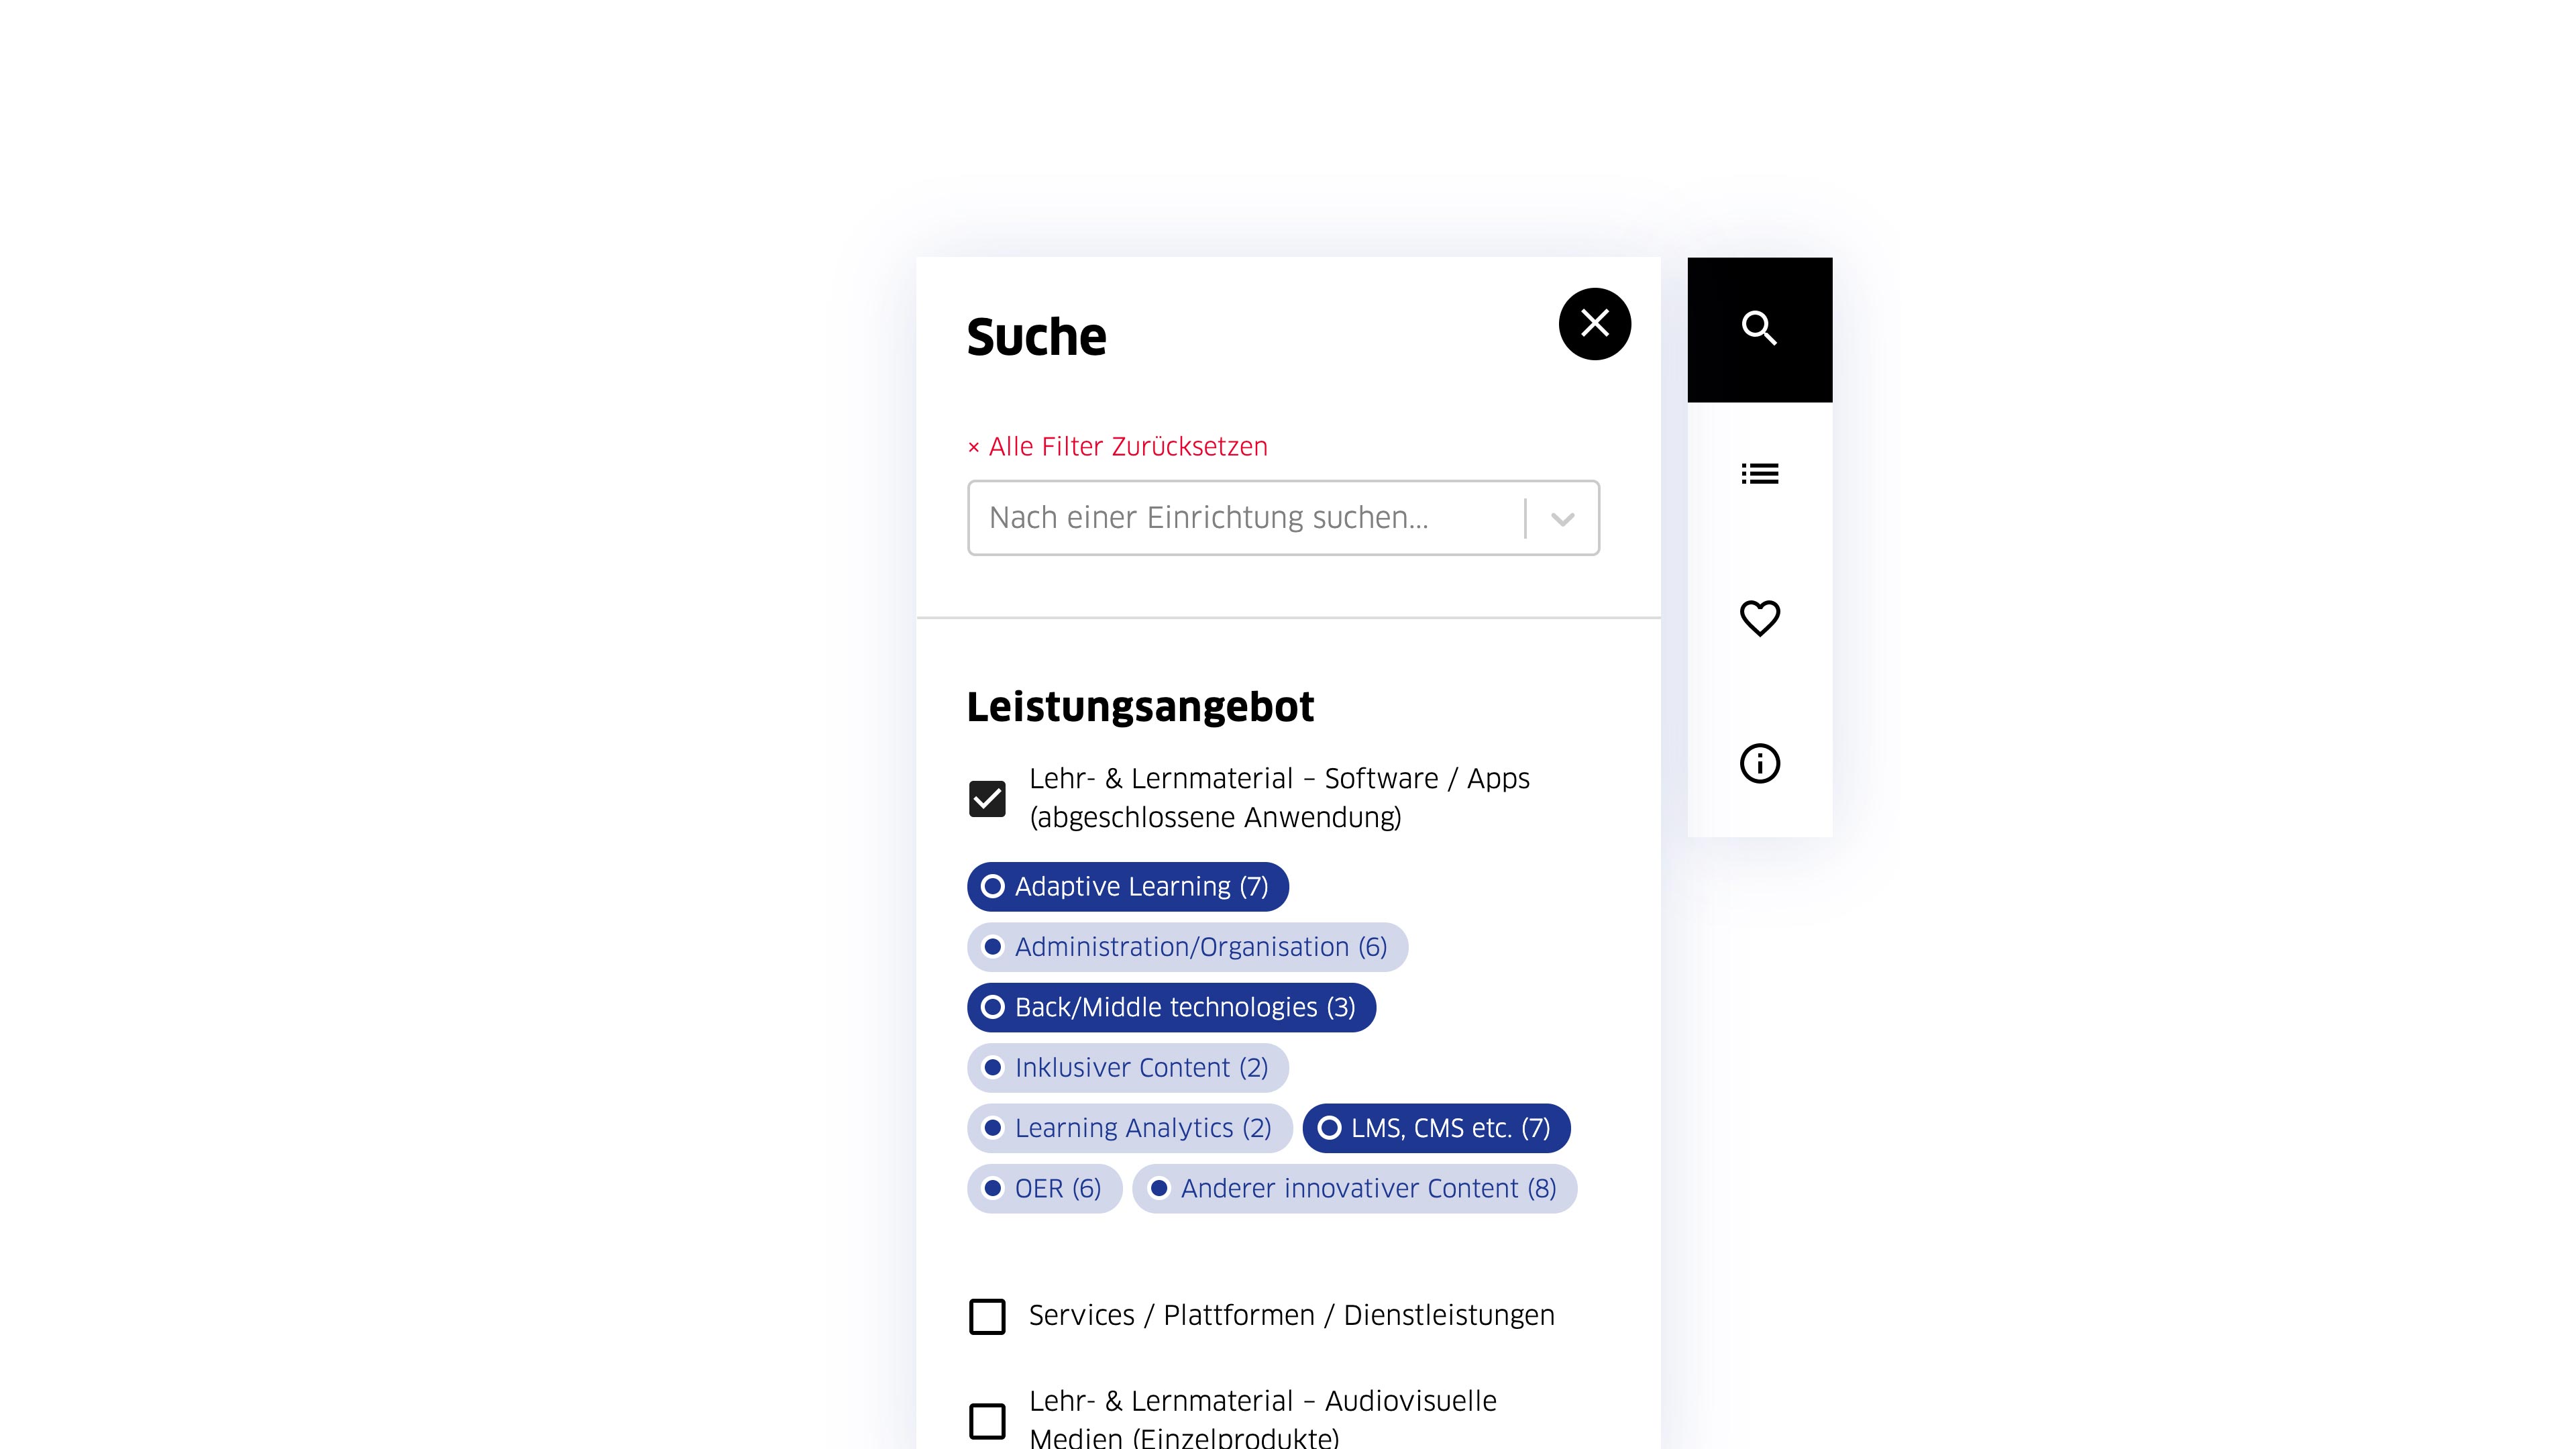 Suche
× Alle Filter Zurücksetzen
Nach einer Einrichtung suchen...
Leistungsangebot
Lehr- & Lernmaterial – Software / Apps
(abgeschlossene Anwendung)
Adaptive Learning (7)
Administration/Organisation (6)
Back/Middle technologies (3)
Inklusiver Content (2)
Learning Analytics (2) LMS, CMS etc. (7)
OER (6) Anderer innovativer Content (8)
Services / Plattformen / Dienstleistungen
Lehr- & Lernmaterial – Audiovisuelle
Medien (Einzelprodukte)